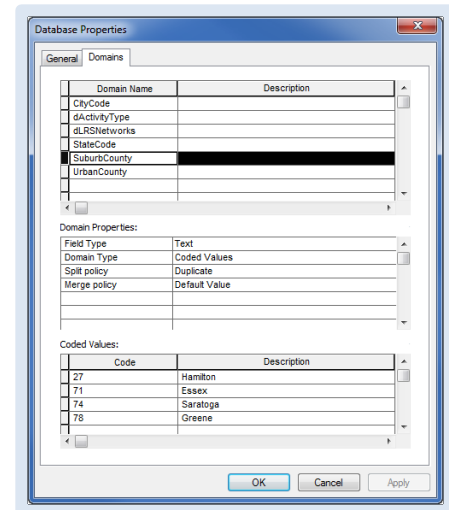 Database Properties
General Domains
Domain Name Description
CityCode
dActivityType
dLRSNetworks
StateCode
SuburbCounty
UrbanCounty
Domain Properties:
Field Type Text
Domain Type Coded Values
Split policy Duplicate
Merge policy Default Value
Coded Values:
Code Description
27 Hamilton
71 Essex
74 Saratoga
78 Greene
OK Cancel Apply